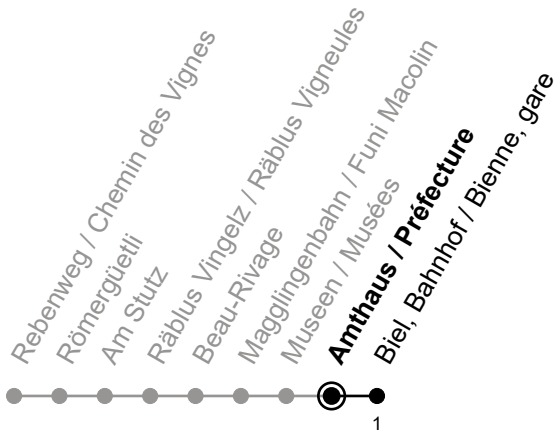 Rebenweg / Chemin des Vignes
Römergüetli
Am Stutz
Räblus Vingelz / Räblus Vigneules
Beau-Rivage
Magglingenbahn / Funi Macolin
Museen / Musées
Amthaus / Préfecture
Biel, Bahnhof / Bienne, gare
1